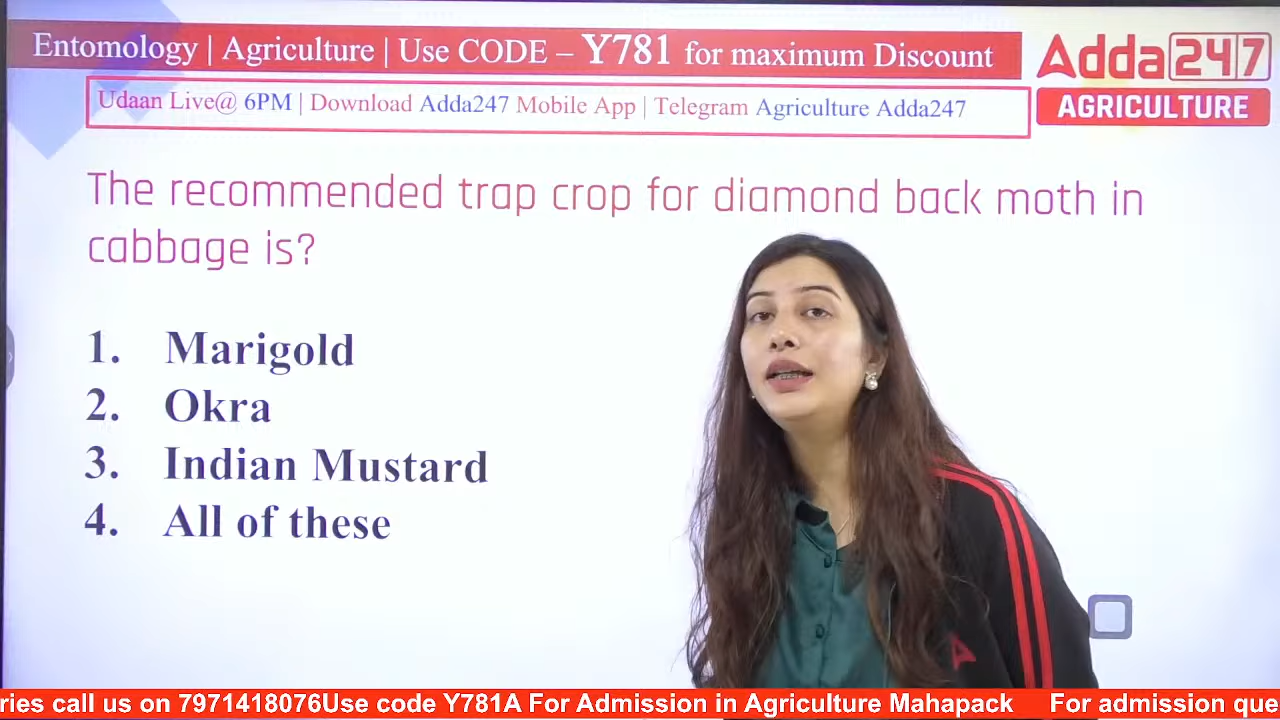 Entomology | Agriculture | Use CODE – Y781 for maximum Discount
Adda247
Udaan Live@ 6PM | Download Adda247 Mobile App | Telegram Agriculture Adda247
AGRICULTURE
The recommended trap crop for diamond back moth in
cabbage is?
1. Marigold
2. Okra
3. Indian Mustard
4. All of these
ries call us on 7971418076Use code Y781A For Admission in Agriculture Mahapack For admission que